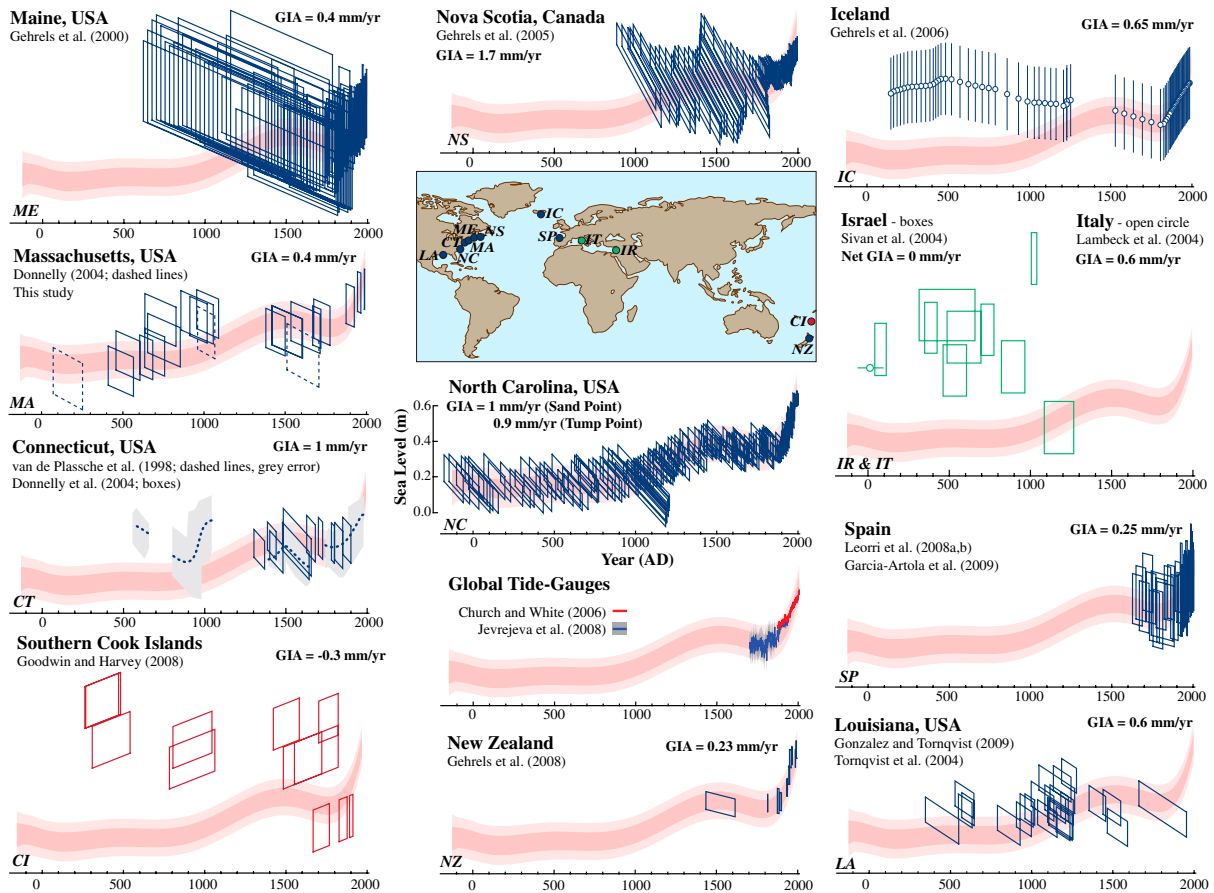 Maine, USA
Gehrels et al. (2000)
GIA = 0.4 mm/yr
ME
0 500 1000 1500 2000
Massachusetts, USA
Donnelly (2004; dashed lines)
This study
GIA = 0.4 mm/yr
MA
0 500 1000 1500 2000
Connecticut, USA
GIA = 1 mm/yr
van de Plassche et al. (1998; dashed lines, grey error)
Donnelly et al. (2004; boxes)
CT
0 500 1000 1500 2000
Southern Cook Islands
Goodwin and Harvey (2008)
GIA = -0.3 mm/yr
CI
0 500 1000 1500 2000
Nova Scotia, Canada
Gehrels et al. (2005)
GIA = 1.7 mm/yr
NS
0 500 1000 1500 2000
IC
ME
NS
CT
MA
LA
NC
SP
IT
IR
CI
NZ
North Carolina, USA
GIA = 1 mm/yr (Sand Point)
0.9 mm/yr (Tump Point)
Sea Level (m)
0.6
0.4
0.2
0.0
NC
0 500 1000 1500 2000
Year (AD)
Global Tide-Gauges
Church and White (2006)
Jevrejeva et al. (2008)
0 500 1000 1500 2000
New Zealand
Gehrels et al. (2008)
GIA = 0.23 mm/yr
NZ
0 500 1000 1500 2000
Iceland
Gehrels et al. (2006)
GIA = 0.65 mm/yr
IC
0 500 1000 1500 2000
Israel - boxes
Sivan et al. (2004)
Net GIA = 0 mm/yr
Italy - open circle
Lambeck et al. (2004)
GIA = 0.6 mm/yr
IR & IT
0 500 1000 1500 2000
Spain
GIA = 0.25 mm/yr
Leorri et al. (2008a,b)
Garcia-Artola et al. (2009)
SP
0 500 1000 1500 2000
Louisiana, USA
GIA = 0.6 mm/yr
Gonzalez and Tornqvist (2009)
Tornqvist et al. (2004)
LA
0 500 1000 1500 2000